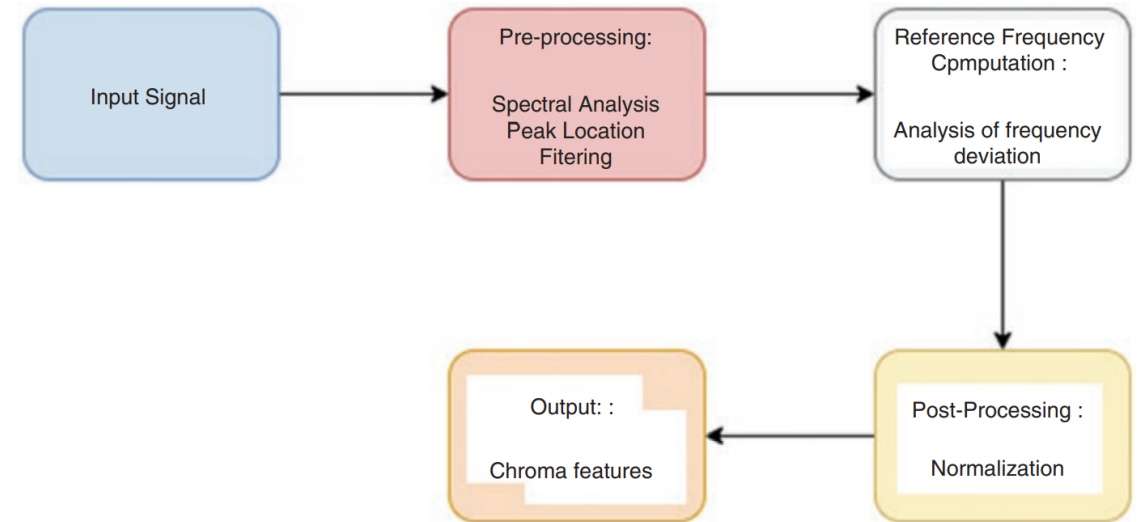 Input Signal
Pre-processing:
Spectral Analysis
Peak Location
Fitering
Reference Frequency
Cpmputation :
Analysis of frequency
deviation
Post-Processing :
Normalization
Output: :
Chroma features